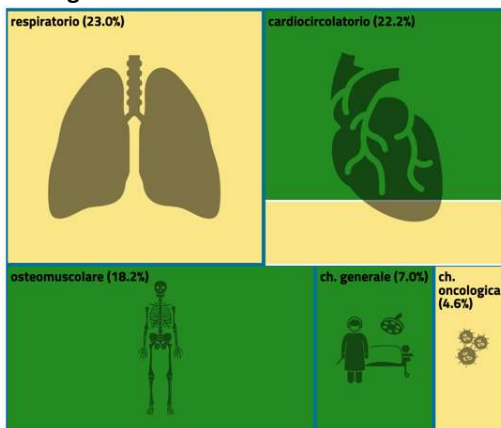 respiratorio (23.0%)
cardiocircolatorio (22.2%)
osteomuscolare (18.2%)
ch. generale (7.0%)
ch.
oncologica
(4.6%)